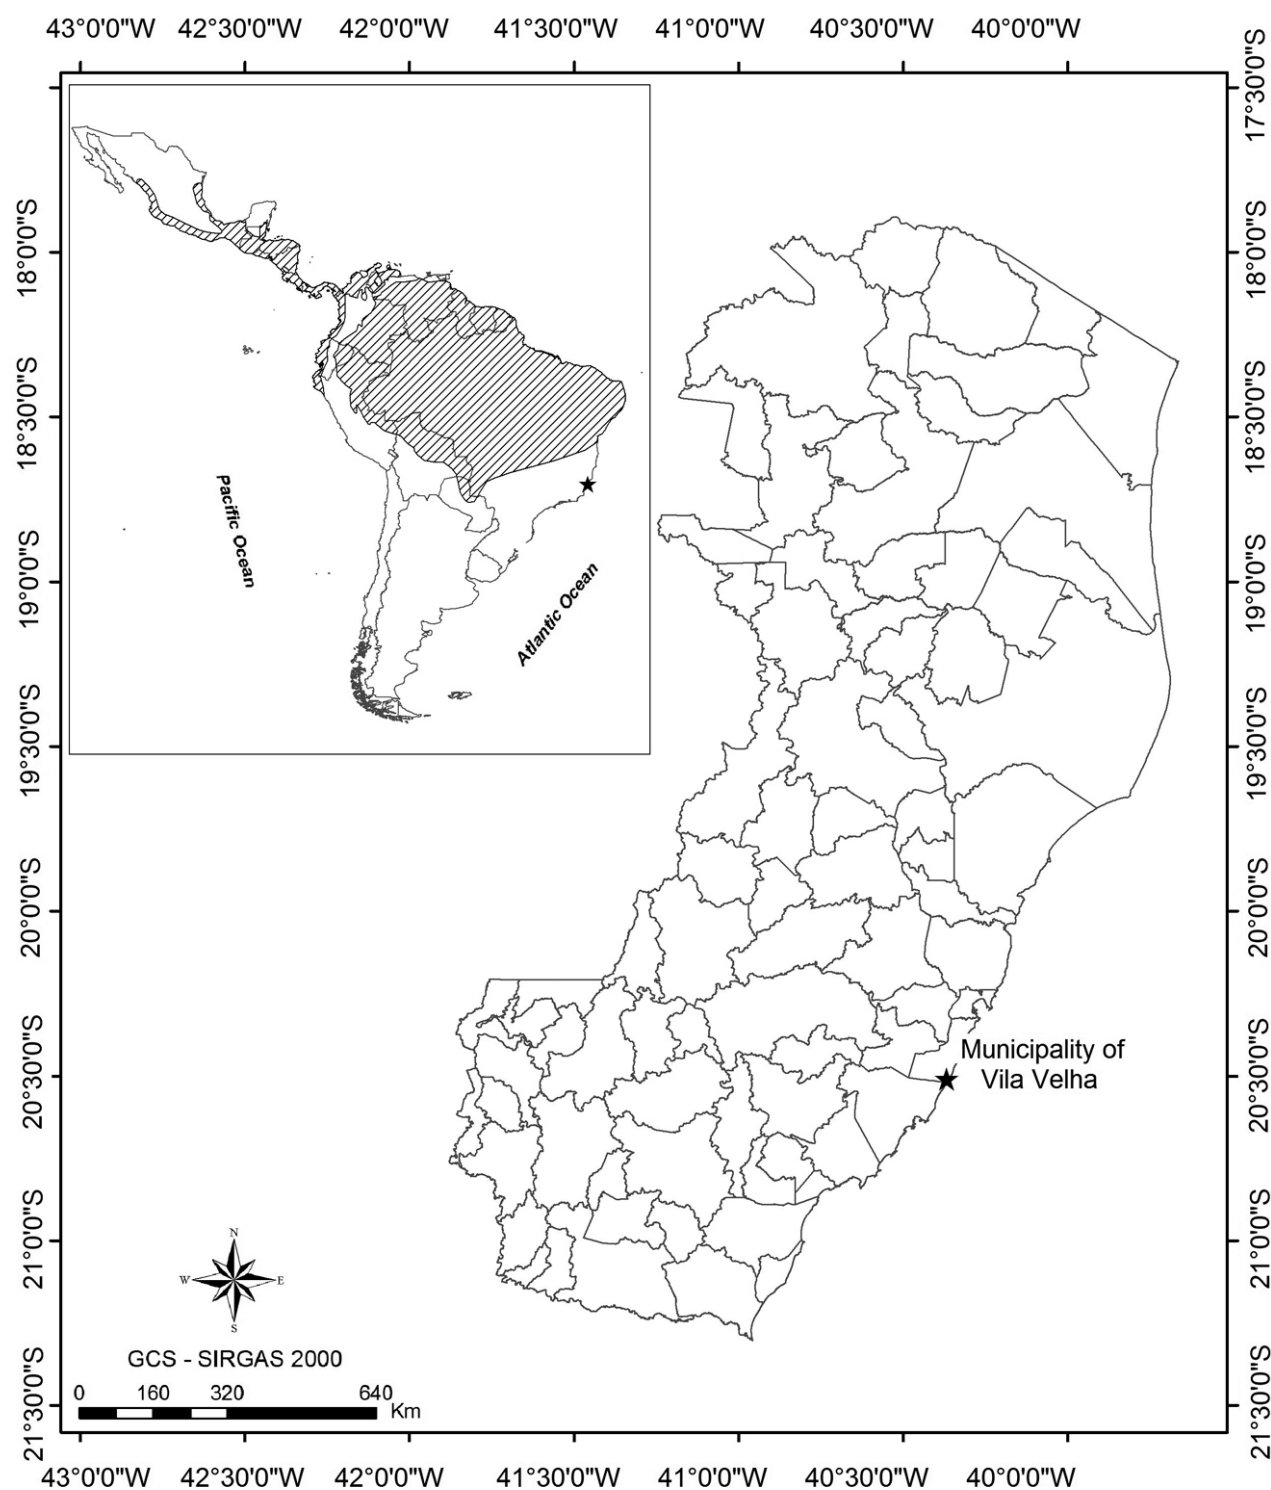 43°0'0"W 42°30'0"W 42°0'0"W 41°30'0"W 41°0'0"W 40°30'0"W 40°0'0"W
17°30'0"S
18°0'0"S
18°0'0"S
18°30'0"S
18°30'0"S
Pacific Ocean
Atlantic Ocean
19°0'0"S
19°0'0"S
19°30'0"S
19°30'0"S
20°0'0"S
20°0'0"S
Municipality of
Vila Velha
20°30'0"S
20°30'0"S
21°0'0"S
21°0'0"S
N
W E
S
GCS - SIRGAS 2000
0 160 320 640
Km
21°30'0"S
21°30'0"S
43°0'0"W 42°30'0"W 42°0'0"W 41°30'0"W 41°0'0"W 40°30'0"W 40°0'0"W